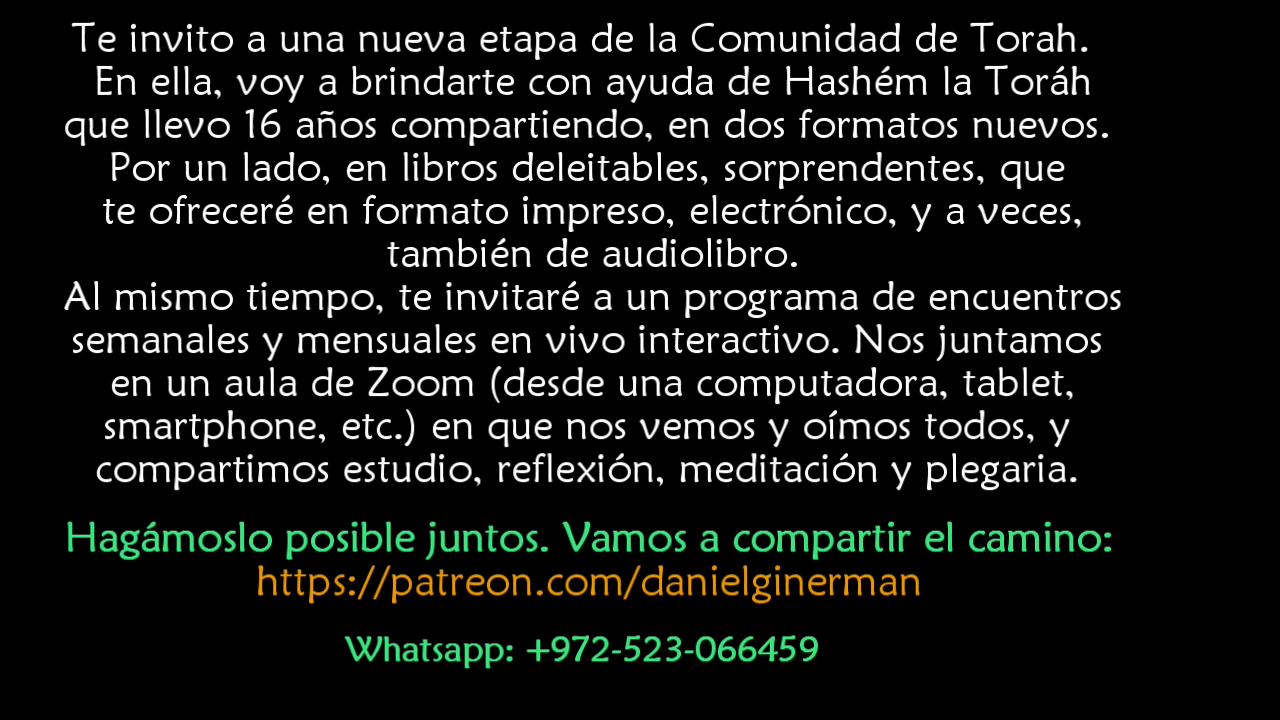 Te invito a una nueva etapa de la Comunidad de Torah.
En ella, voy a brindarte con ayuda de Hashém la Toráh
que llevo 16 años compartiendo, en dos formatos nuevos.
Por un lado, en libros deleitables, sorprendentes, que
te ofreceré en formato impreso, electrónico, y a veces,
también de audiolibro.
Al mismo tiempo, te invitaré a un programa de encuentros
semanales y mensuales en vivo interactivo. Nos juntamos
en un aula de Zoom (desde una computadora, tablet,
smartphone, etc.) en que nos vemos y oímos todos, y
compartimos estudio, reflexión, meditación y plegaria.
Hagámoslo posible juntos. Vamos a compartir el camino:
https://patreon.com/danielginerman
Whatsapp: +972-523-066459